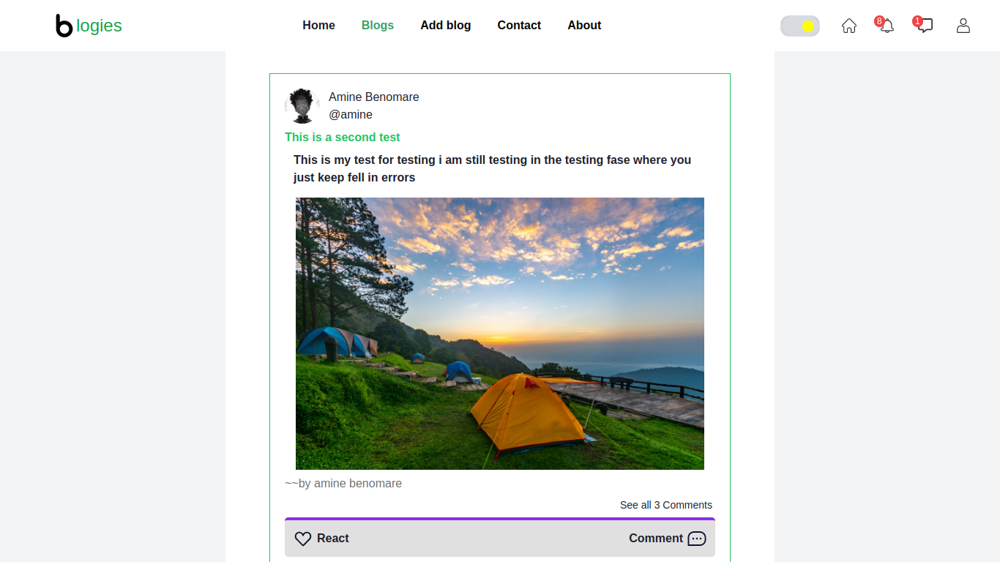 blogies
Home Blogs Add blog Contact About
8 1
Amine Benomare
@amine
This is a second test
This is my test for testing i am still testing in the testing fase where you
just keep fell in errors
~~by amine benomare
See all 3 Comments
React Comment